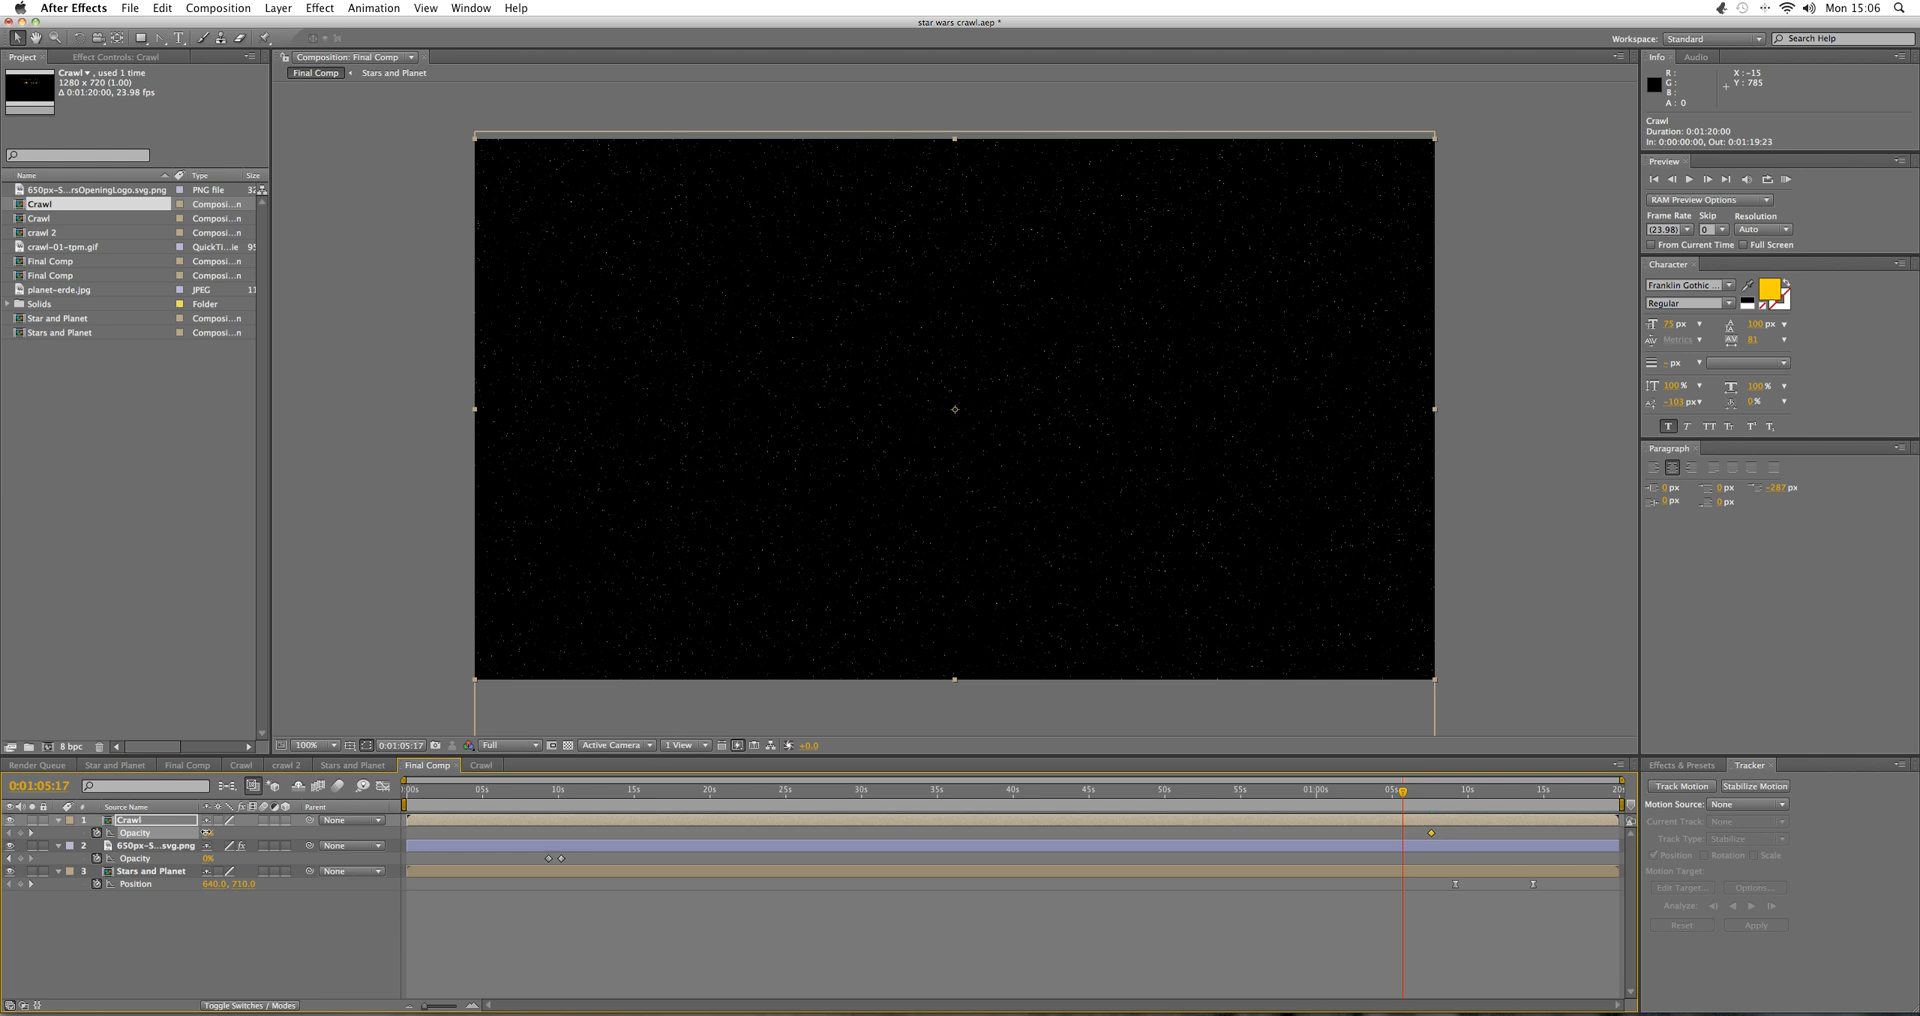 After Effects File Edit Composition Layer Effect Animation View Window Help Mon 15:06
star wars crawl.aep *
Workspace: Standard Search Help
Project Effect Controls: Crawl
Crawl , used 1 time
1280 x 720 (1.00)
Δ 0:01:20:00, 23.98 fps
Name Type Size
650px-S...rsOpeningLogo.svg.png PNG file 32
Crawl Composi...n
Crawl Composi...n
crawl 2 Composi...n
crawl-01-tpm.gif QuickTi...ie 95
Final Comp Composi...n
Final Comp Composi...n
planet-erde.jpg JPEG 11
Solids Folder
Star and Planet Composi...n
Stars and Planet Composi...n
8 bpc
Composition: Final Comp
Final Comp Stars and Planet
100% 0:01:05:17 Full Active Camera 1 View +0.0
Info Audio
R : X : -15
G : Y : 785
B :
A : 0
Crawl
Duration: 0:01:20:00
In: 0:00:00:00, Out: 0:01:19:23
Preview
RAM Preview Options
Frame Rate Skip Resolution
(23.98) 0 Auto
From Current Time Full Screen
Character
Franklin Gothic ...
Regular
75 px 100 px
Metrics 81
- px
100 % 100 %
-103 px 0 %
Paragraph
0 px 0 px -287 px
0 px 0 px
Render Queue Star and Planet Final Comp Crawl crawl 2 Stars and Planet Final Comp Crawl
0:01:05:17
:00s 05s 10s 15s 20s 25s 30s 35s 40s 45s 50s 55s 01:00s 05s 10s 15s 20s
# Source Name fx Parent
1 Crawl None
Opacity
2 650px-S...svg.png fx None
Opacity 0%
3 Stars and Planet None
Position 640.0, 710.0
Toggle Switches / Modes
Effects & Presets Tracker
Track Motion Stabilize Motion
Motion Source: None
Current Track: None
Track Type: Stabilize
Position Rotation Scale
Motion Target:
Edit Target... Options...
Analyze:
Reset Apply